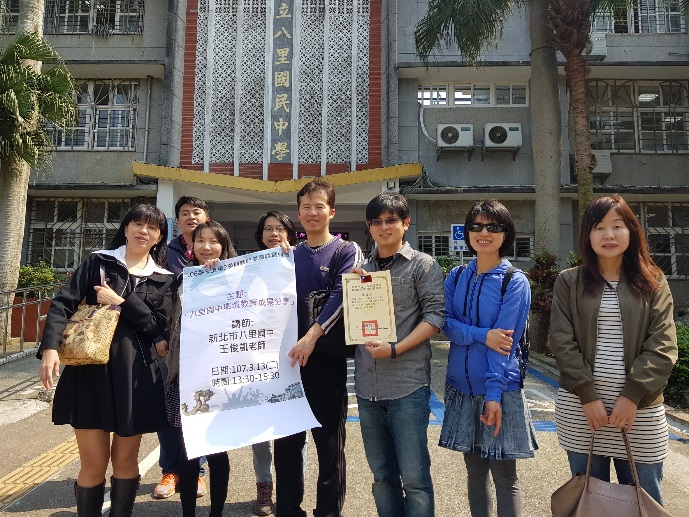 立八里國民中學
主題:
「八里國中環境教育成果分享」
講師:
新北市八里國中
王俊凱老師
日期:107.3.13(二)
時間:13:30-15:30